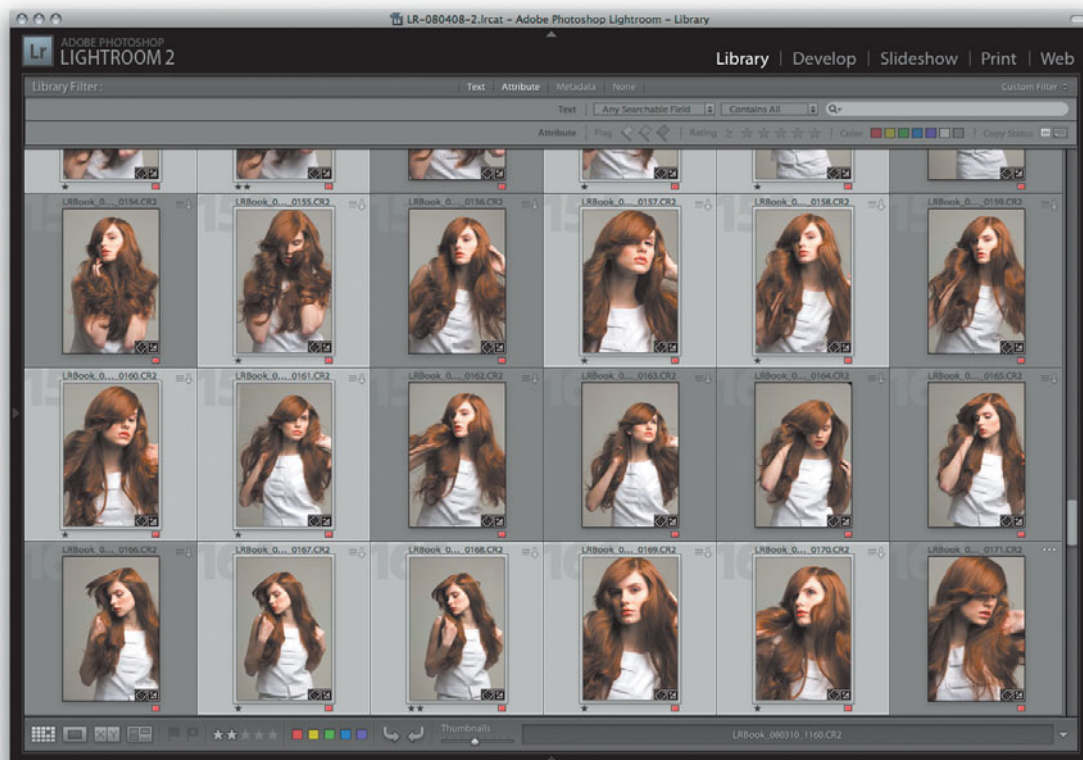 LR-080408-2.lrcat – Adobe Photoshop Lightroom – Library
Lr
ADOBE PHOTOSHOP
LIGHTROOM 2
Library | Develop | Slideshow | Print | Web
Library Filter: Text Attribute Metadata None Custom Filter
Text Any Searchable Field Contains All
Attribute Flag Rating ≥ Color Copy Status
LRBook_0..._0154.CR2 LRBook_0..._0155.CR2 LRBook_0..._0156.CR2 LRBook_0..._0157.CR2 LRBook_0..._0158.CR2 LRBook_0..._0159.CR2
LRBook_0..._0160.CR2 LRBook_0..._0161.CR2 LRBook_0..._0162.CR2 LRBook_0..._0163.CR2 LRBook_0..._0164.CR2 LRBook_0..._0165.CR2
LRBook_0..._0166.CR2 LRBook_0..._0167.CR2 LRBook_0..._0168.CR2 LRBook_0..._0169.CR2 LRBook_0..._0170.CR2 LRBook_0..._0171.CR2
XY Thumbnails LRBook_080310_1160.CR2